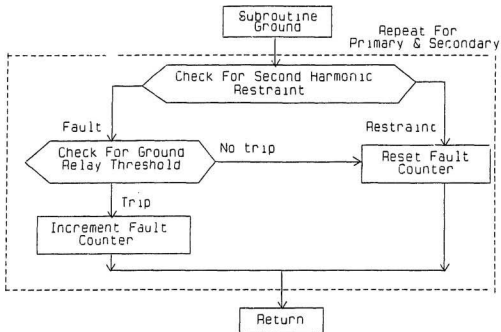 Subroutine
Ground
Repeat For
Primary & Secondary
Check For Second Harmonic
Restraint
Fault
Restraint
Check For Ground
Relay Threshold
No trip
Reset Fault
Counter
Trip
Increment Fault
Counter
Return